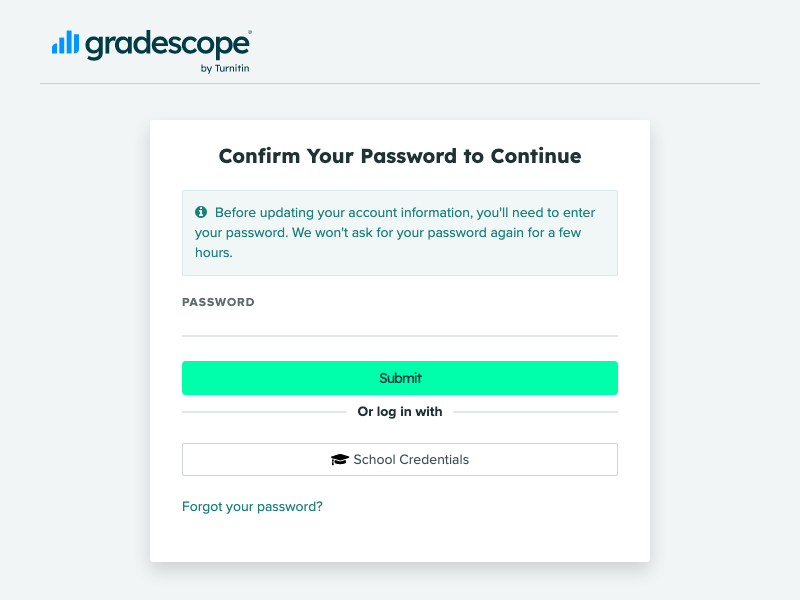 gradescope
by Turnitin
Confirm Your Password to Continue
Before updating your account information, you'll need to enter
your password. We won't ask for your password again for a few
hours.
PASSWORD
Submit
Or log in with
School Credentials
Forgot your password?